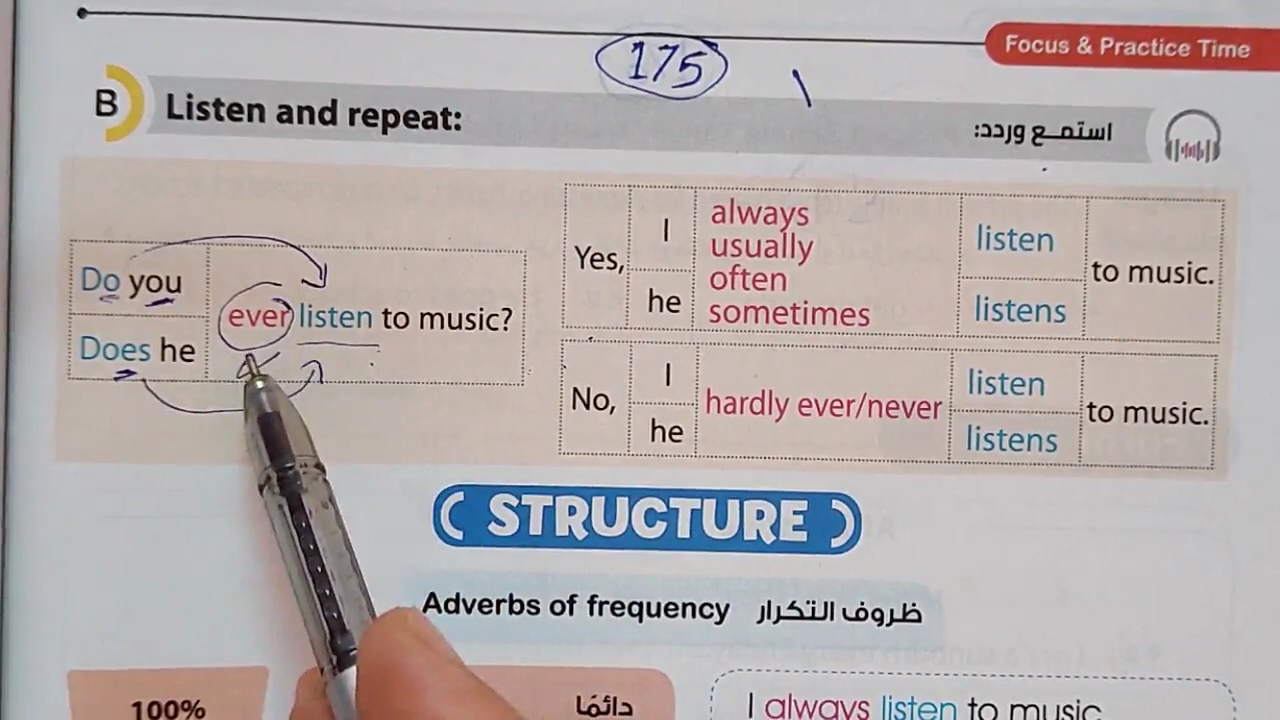 Focus & Practice Time
175
B Listen and repeat:
استمع وردد:
Do you
Does he
ever listen to music?
Yes,
I
he
always
usually
often
sometimes
listen
listens
to music.
No,
I
he
hardly ever/never
listen
listens
to music.
STRUCTURE
Adverbs of frequency ظروف التكرار
100%
دائمًا
I always listen to music